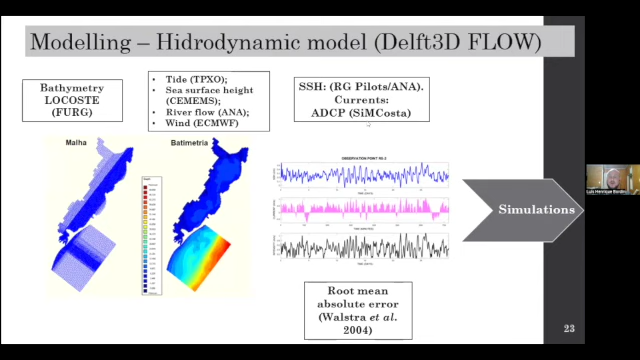 Modelling – Hidrodynamic model (Delft3D FLOW)
Bathymetry
LOCOSTE
(FURG)
• Tide (TPXO);
• Sea surface height
(CEMEMS);
• River flow (ANA);
• Wind (ECMWF)
SSH: (RG Pilots/ANA).
Currents:
ADCP (SiMCosta)
Malha
Batimetria
OBSERVATION POINT RG-2
Simulations
Root mean
absolute error
(Walstra et al.
2004)
23